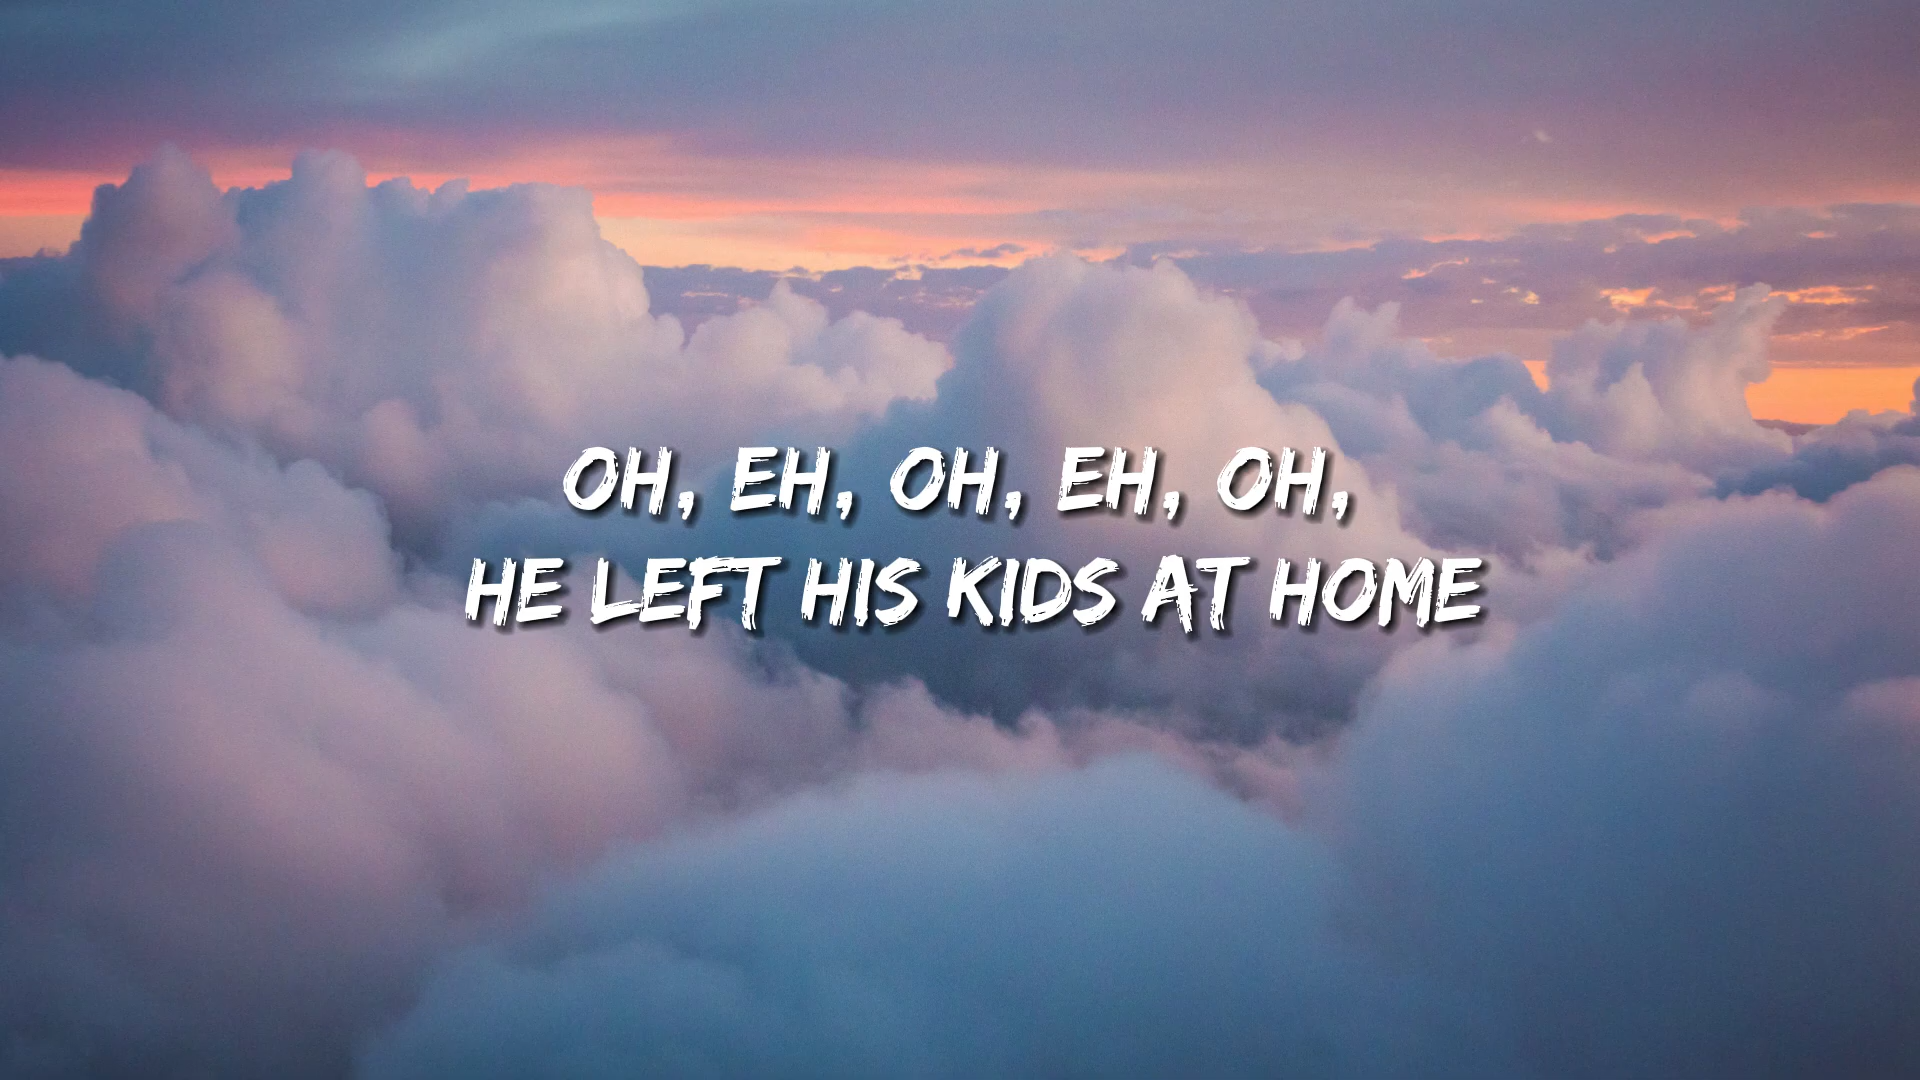 OH, EH, OH, EH, OH,
HE LEFT HIS KIDS AT HOME